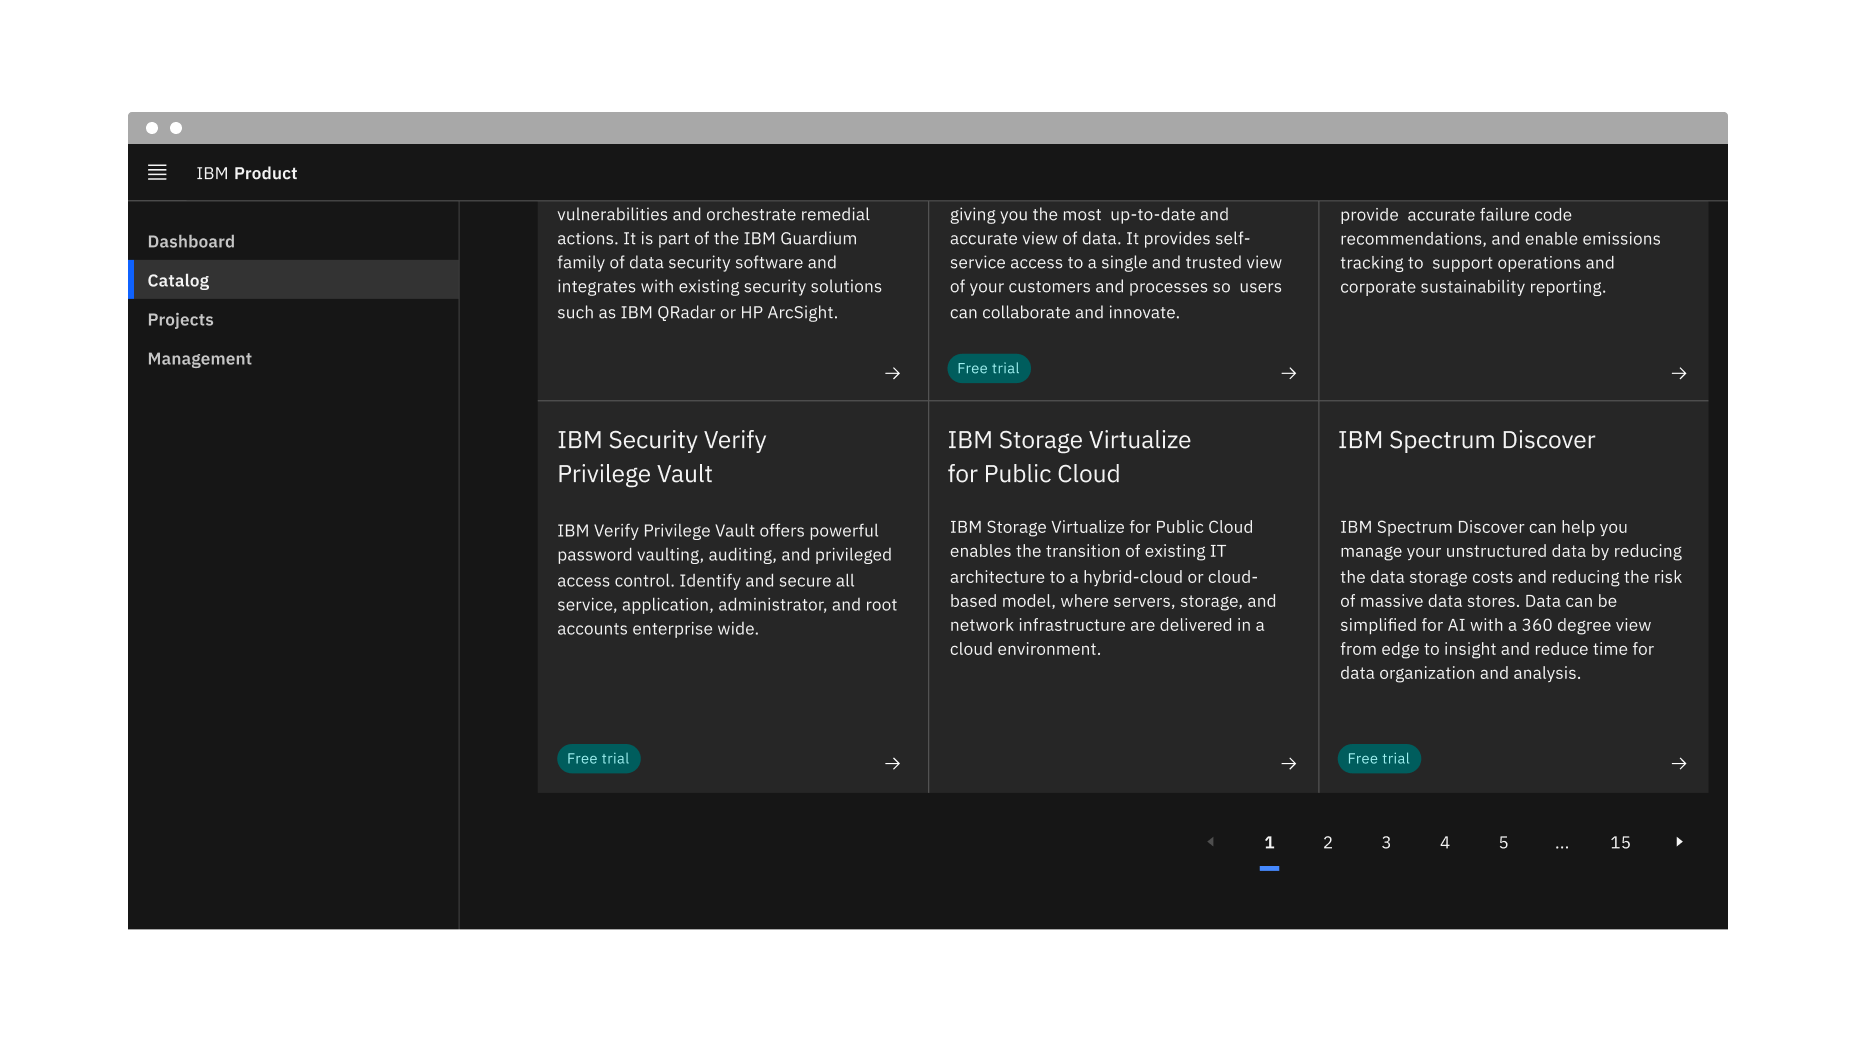 IBM Product
Dashboard
Catalog
Projects
Management
vulnerabilities and orchestrate remedial
actions. It is part of the IBM Guardium
family of data security software and
integrates with existing security solutions
such as IBM QRadar or HP ArcSight.
giving you the most up-to-date and
accurate view of data. It provides self-
service access to a single and trusted view
of your customers and processes so users
can collaborate and innovate.
Free trial
provide accurate failure code
recommendations, and enable emissions
tracking to support operations and
corporate sustainability reporting.
IBM Security Verify
Privilege Vault
IBM Verify Privilege Vault offers powerful
password vaulting, auditing, and privileged
access control. Identify and secure all
service, application, administrator, and root
accounts enterprise wide.
Free trial
IBM Storage Virtualize
for Public Cloud
IBM Storage Virtualize for Public Cloud
enables the transition of existing IT
architecture to a hybrid-cloud or cloud-
based model, where servers, storage, and
network infrastructure are delivered in a
cloud environment.
IBM Spectrum Discover
IBM Spectrum Discover can help you
manage your unstructured data by reducing
the data storage costs and reducing the risk
of massive data stores. Data can be
simplified for AI with a 360 degree view
from edge to insight and reduce time for
data organization and analysis.
Free trial
1 2 3 4 5 ... 15